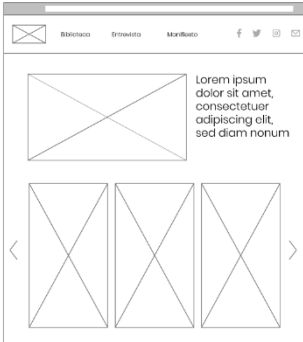 Biblioteca Entrevista Manifiesto
Lorem ipsum
dolor sit amet,
consectetuer
adipiscing elit,
sed diam nonum